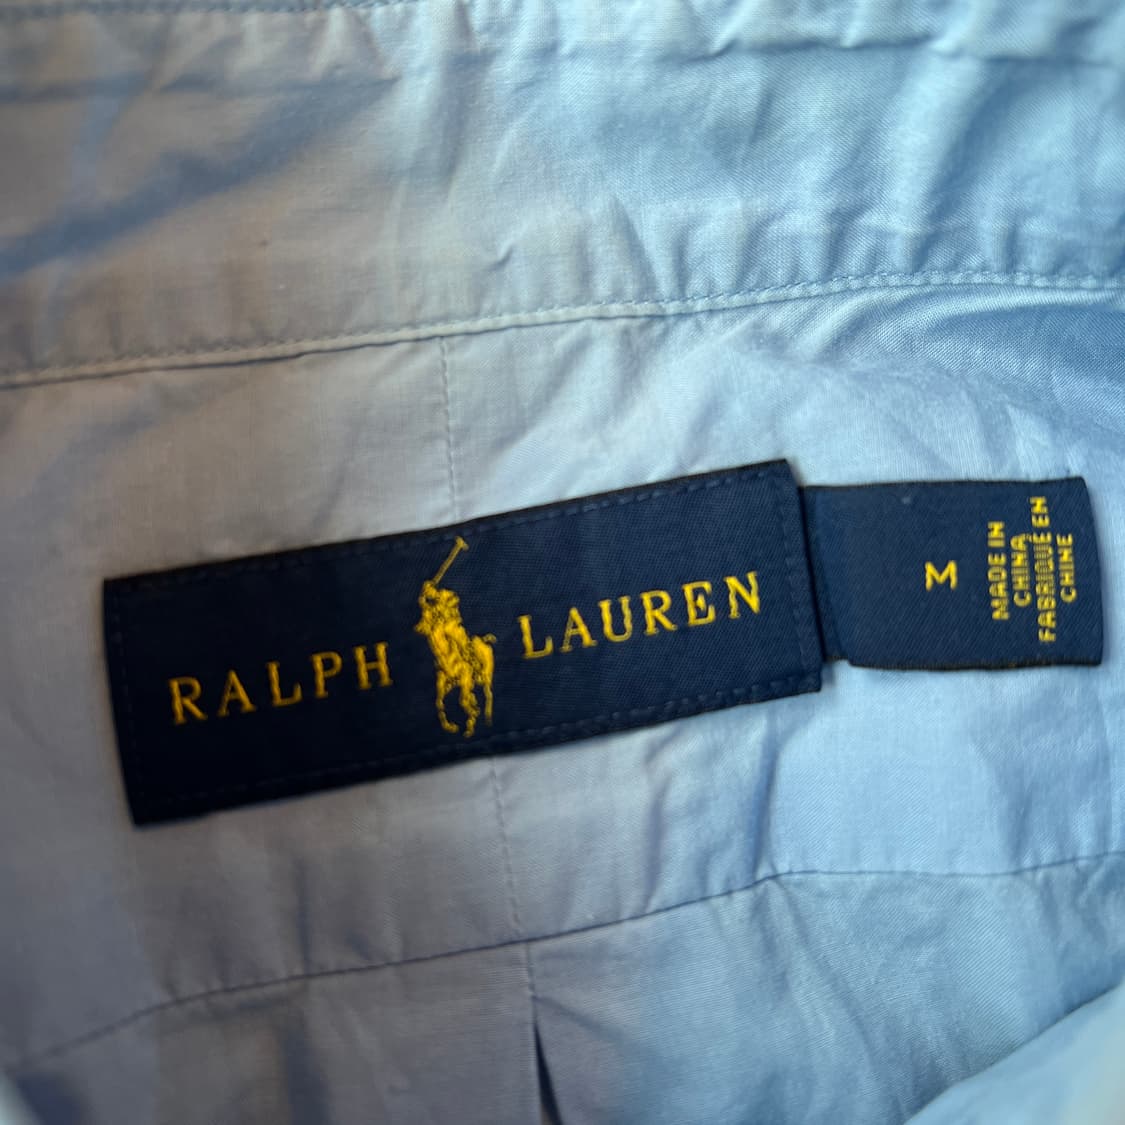 RALPH LAUREN
M
MADE IN
CHINA
FABRIQUÉ EN
CHINE